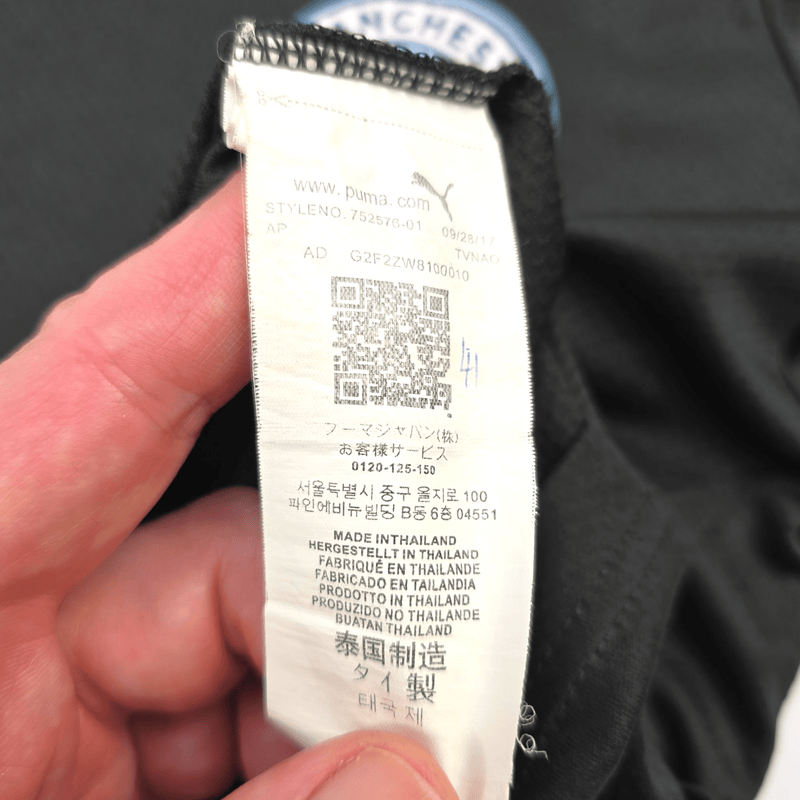 MANCHES
www.puma.com
STYLENO. 752576-01 09/28/17
AP TVNAO
AD G2F2ZW8100010
41
プーマジャパン(株)
お客様サービス
0120-125-150
서울특별시 중구 을지로 100
파인에비뉴빌딩 B동 6층 04551
MADE INTHAILAND
HERGESTELLT IN THAILAND
FABRIQUÉ EN THAILANDE
FABRICADO EN TAILANDIA
PRODOTTO IN THAILAND
PRODUZIDO NO THAILANDE
BUATAN THAILAND
泰国制造
タイ製
태국 제